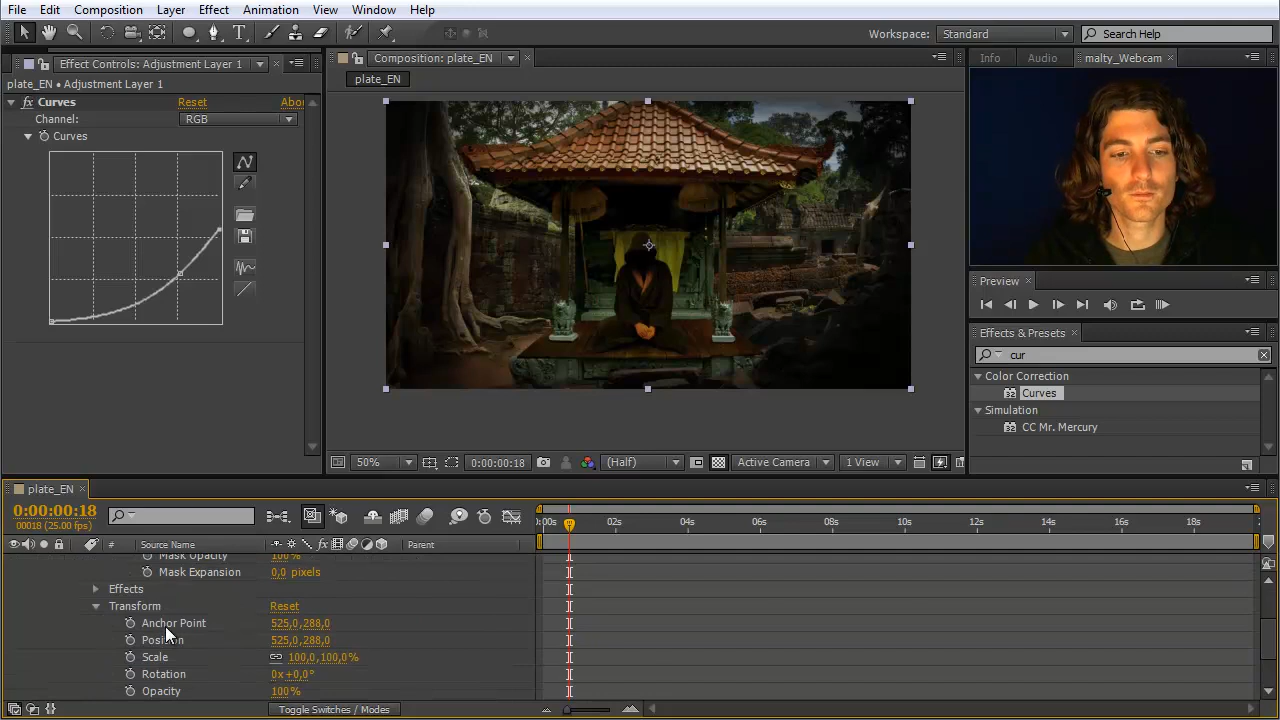 File Edit Composition Layer Effect Animation View Window Help
Workspace: Standard Search Help
Effect Controls: Adjustment Layer 1
plate_EN • Adjustment Layer 1
fx Curves Reset Abou
Channel: RGB
Curves
Composition: plate_EN
plate_EN
Info Audio malty_Webcam
Preview
Effects & Presets
cur
Color Correction
Curves
Simulation
CC Mr. Mercury
50% 0:00:00:18 (Half) Active Camera 1 View
plate_EN
0:00:00:18
00018 (25.00 fps)
:00s 02s 04s 06s 08s 10s 12s 14s 16s 18s
# Source Name fx Parent
Mask Opacity 100%
Mask Expansion 0,0 pixels
Effects
Transform Reset
Anchor Point 525,0,288,0
Position 525,0,288,0
Scale 100,0,100,0%
Rotation 0x+0,0°
Opacity 100%
Toggle Switches / Modes